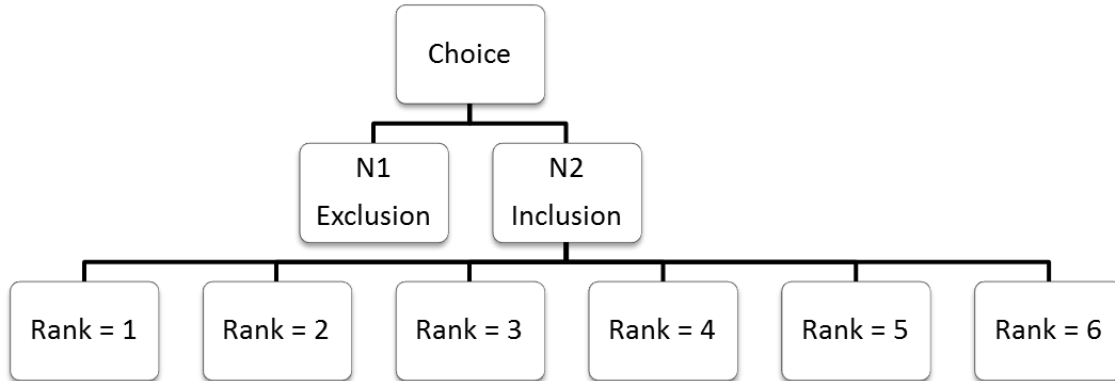 Choice
N1
Exclusion
N2
Inclusion
Rank = 1
Rank = 2
Rank = 3
Rank = 4
Rank = 5
Rank = 6